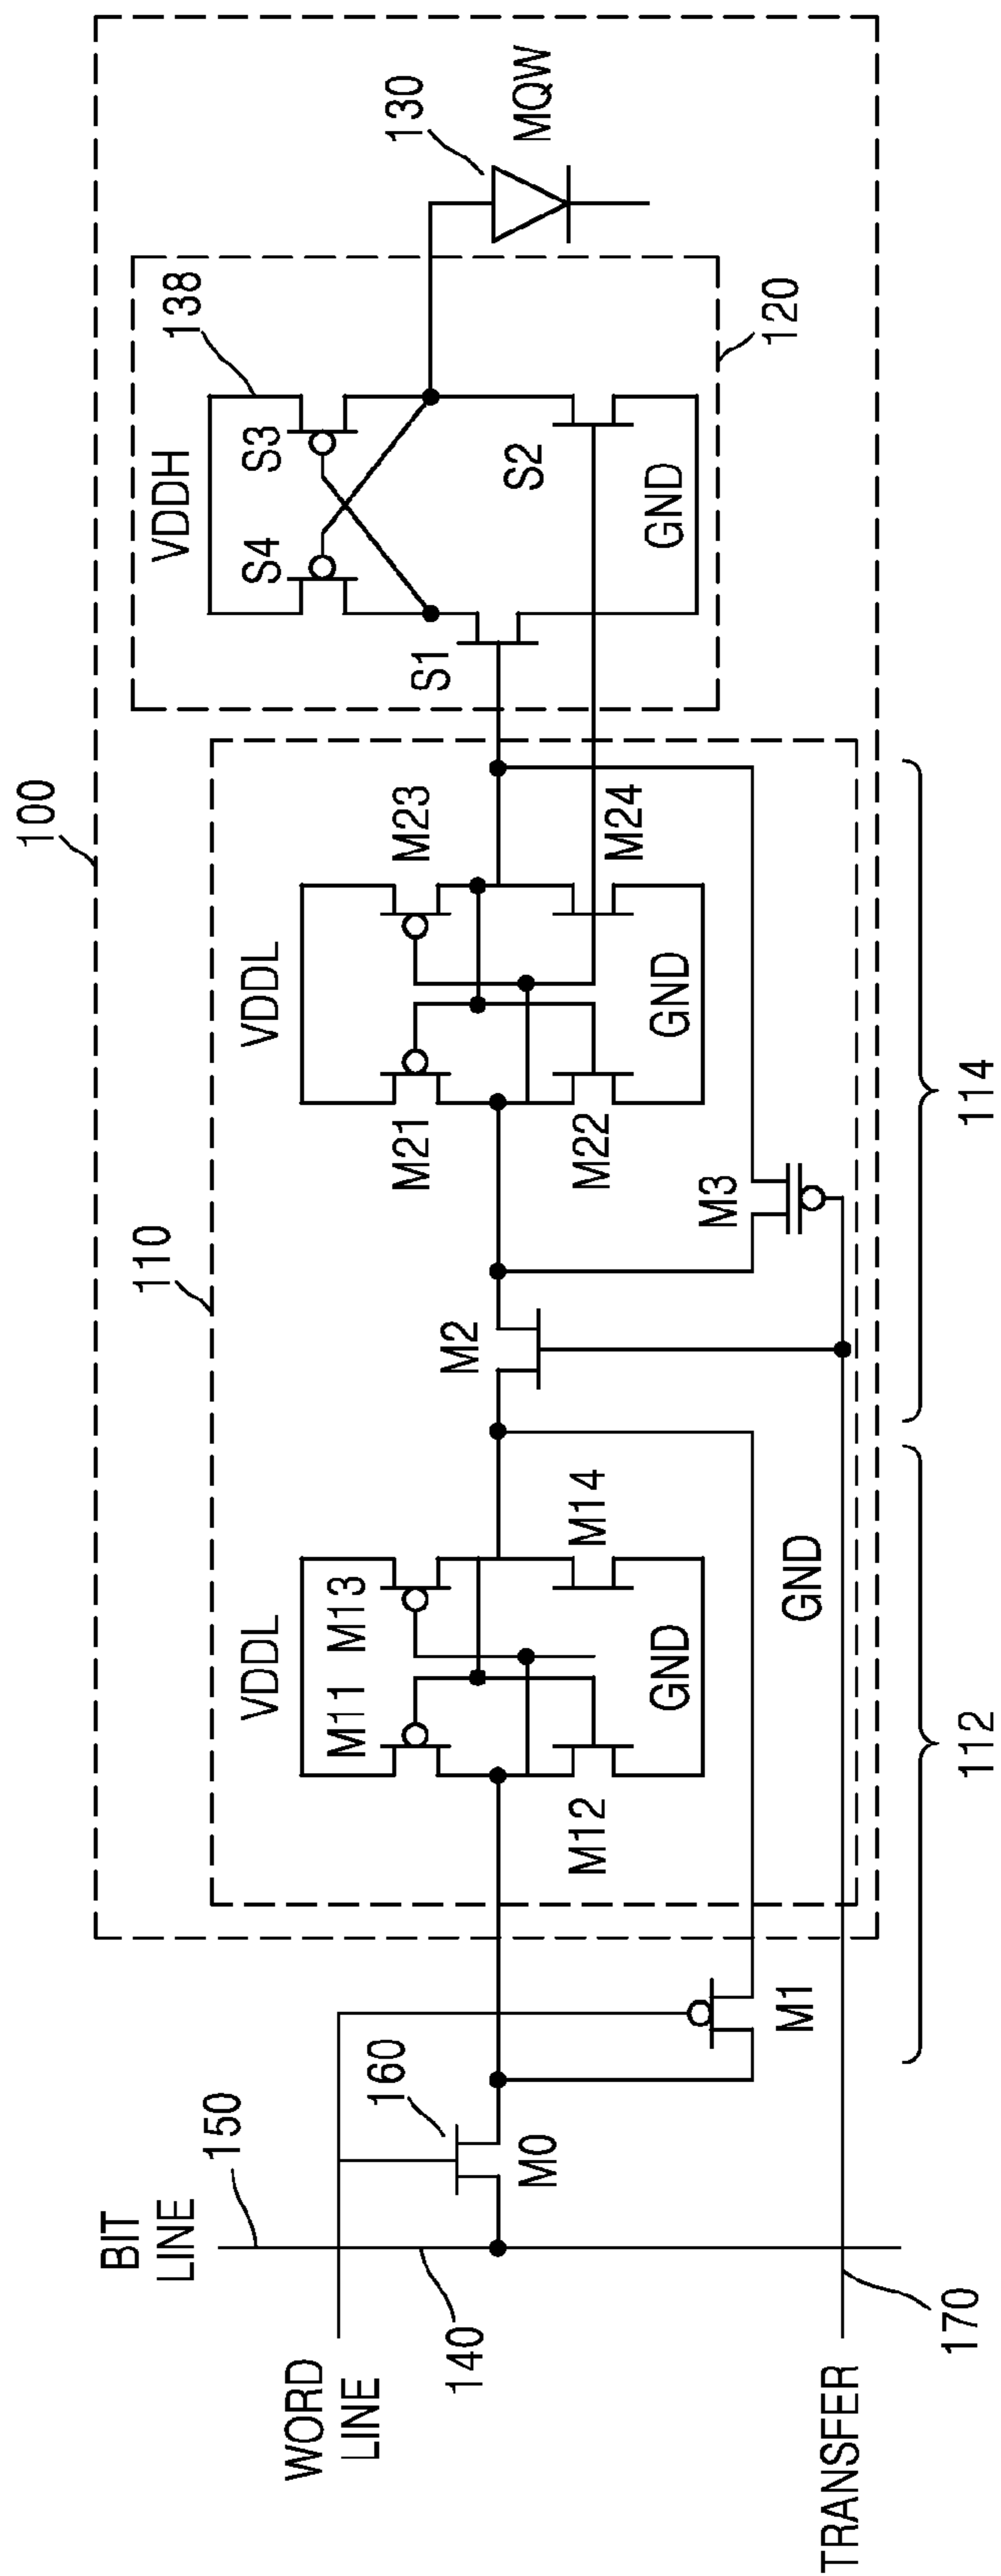 100
110
VDDH
138
S4
S3
130
MQW
S1
S2
GND
120
VDDL
M21
M23
M22
M24
GND
M2
M3
114
VDDL
M11
M13
M12
M14
GND
GND
112
BIT
LINE
150
160
M0
M1
WORD
LINE
140
TRANSFER
170